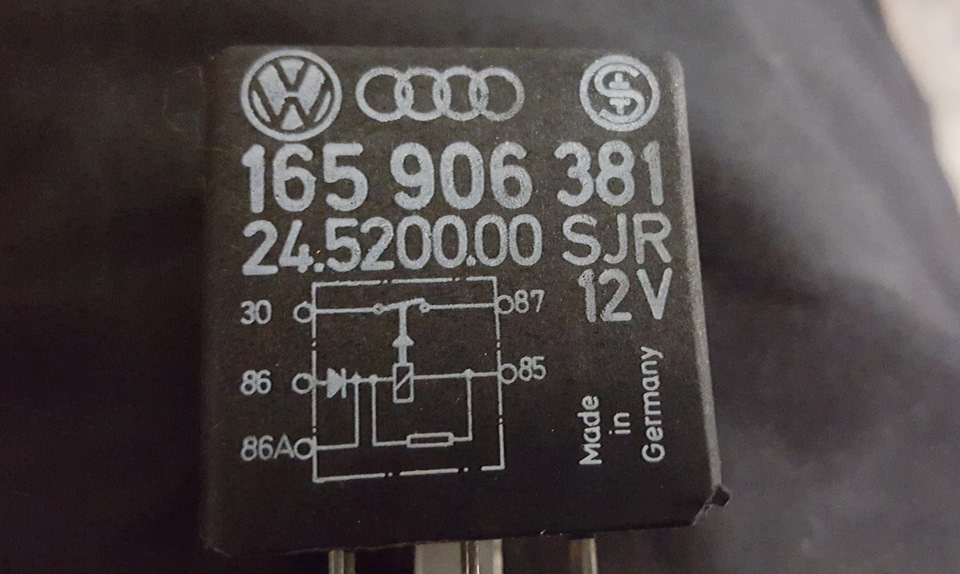 165 906 381
24.5200.00 SJR
12V
30 87
86 85
86A
Made
in
Germany